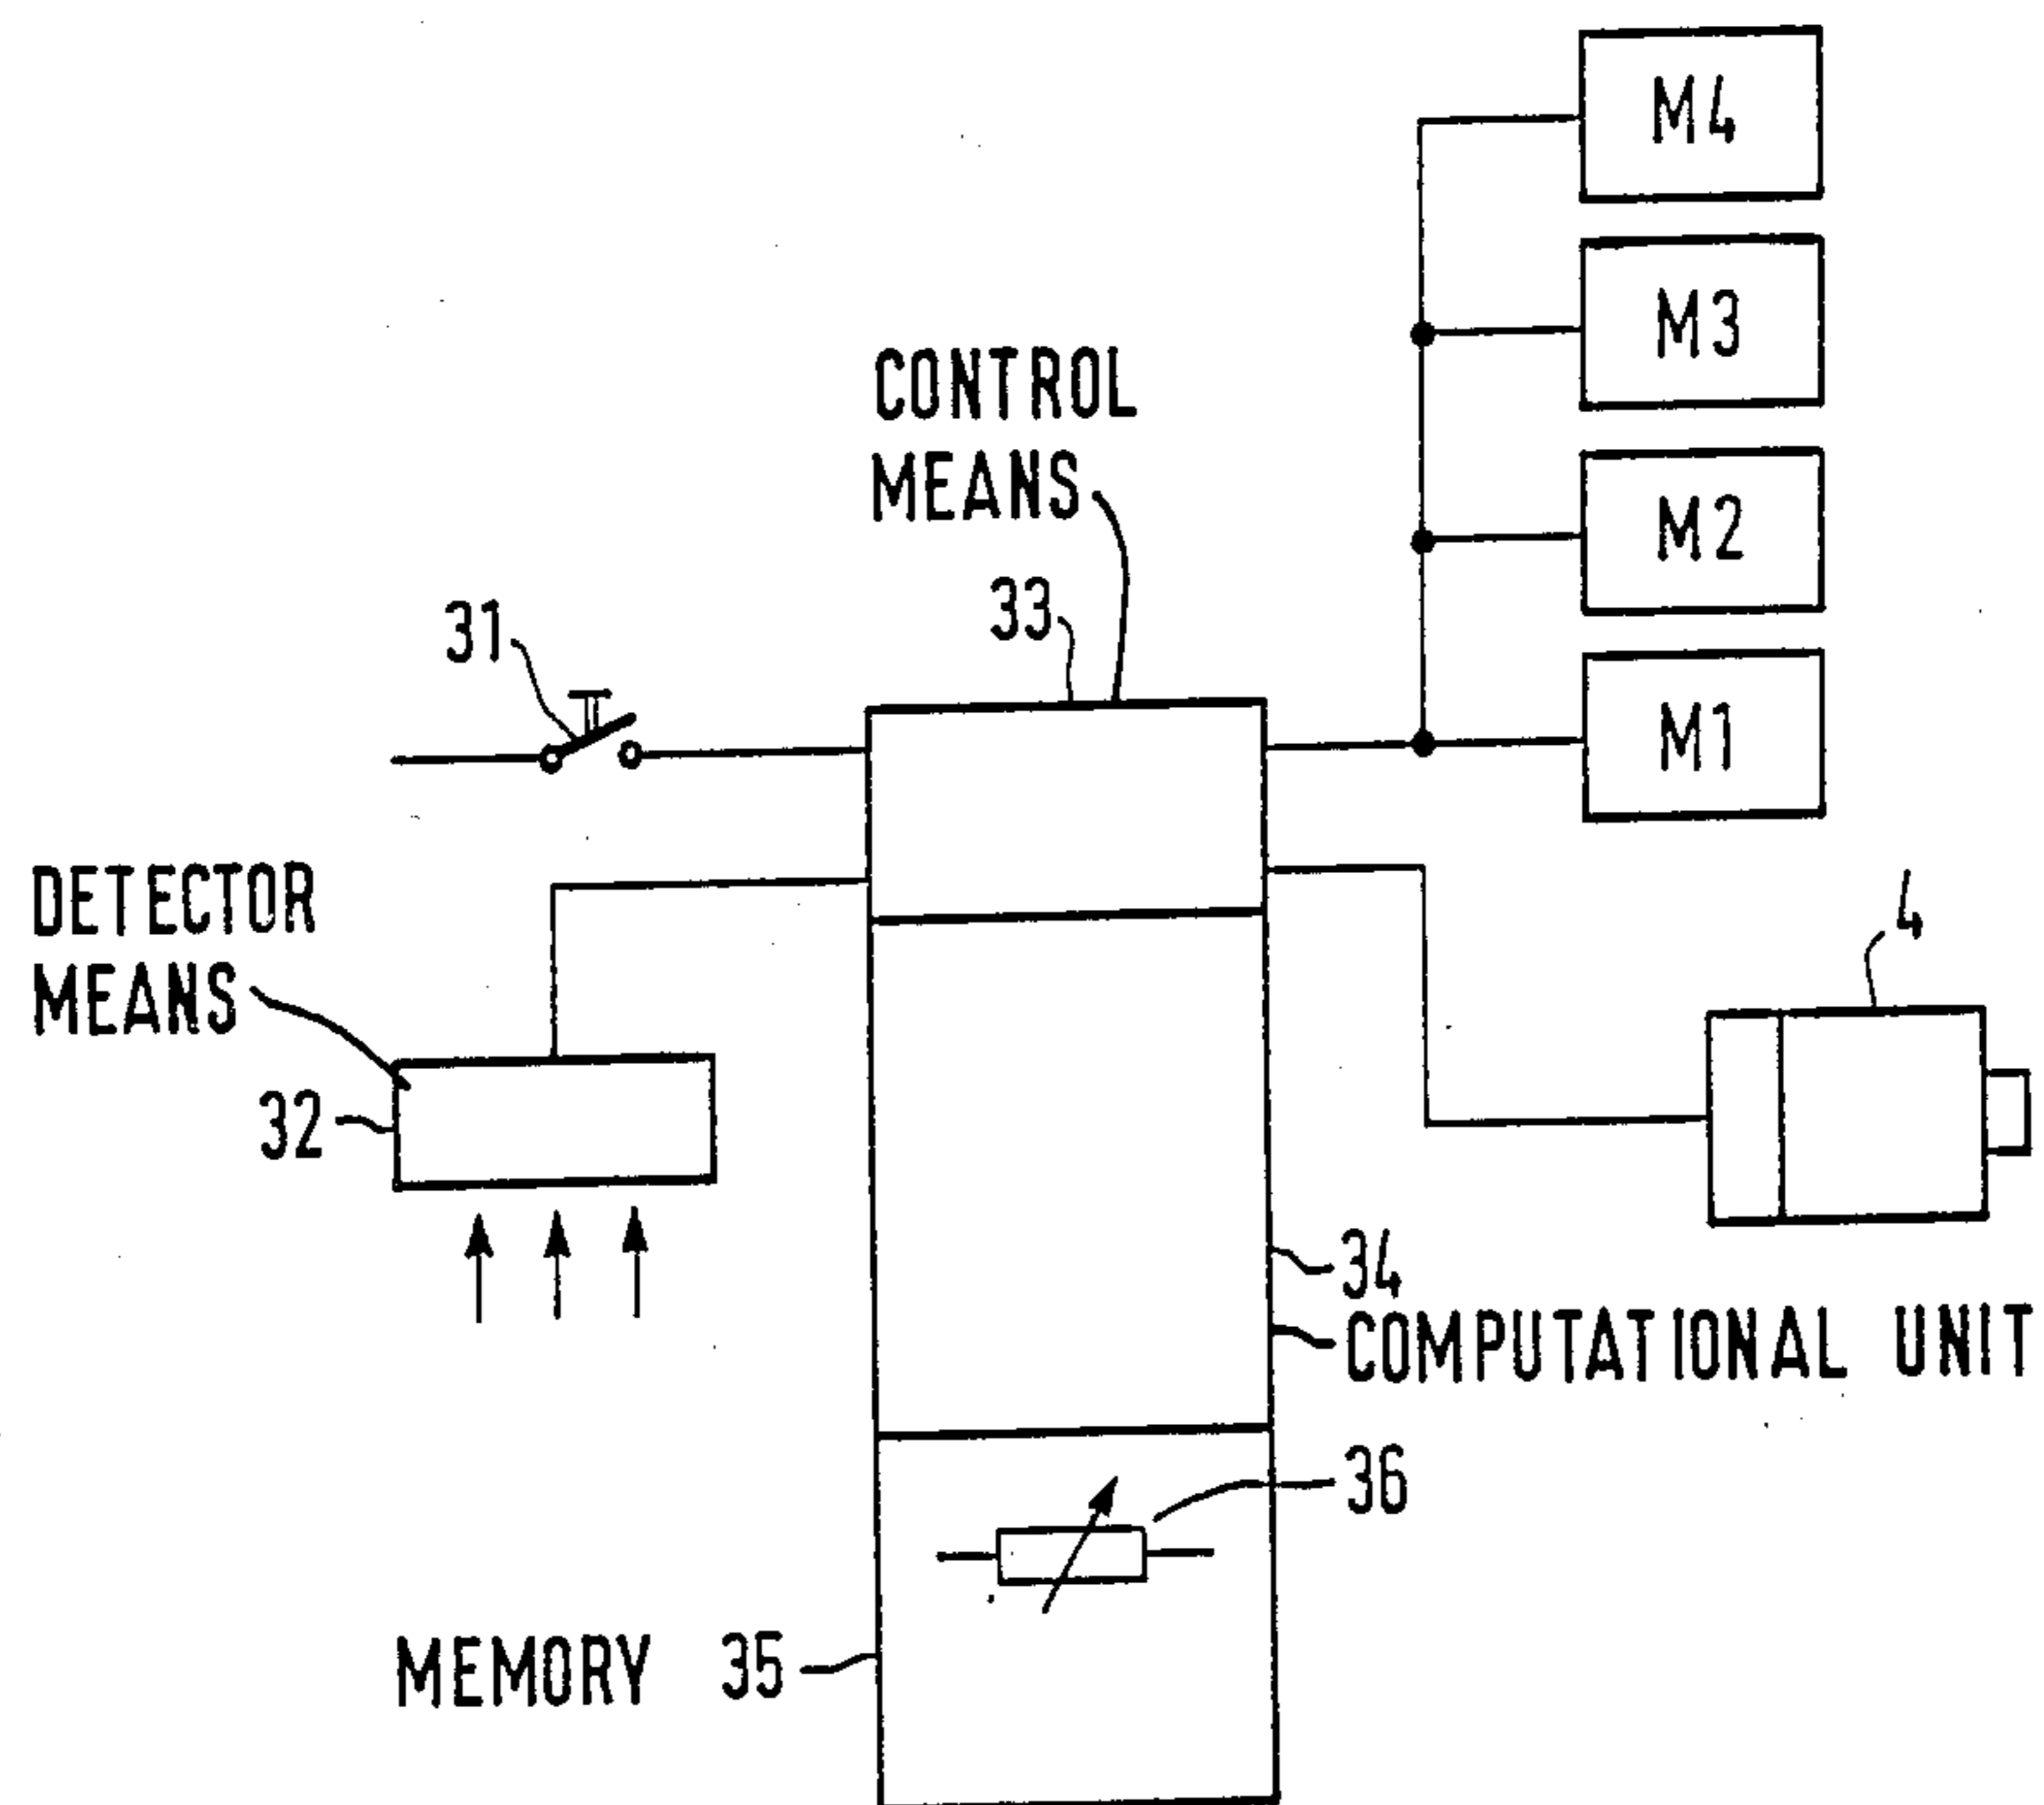 M4
M3
CONTROL
MEANS
M2
33
31
M1
DETECTOR
MEANS
4
32
34
COMPUTATIONAL UNIT
36
MEMORY 35